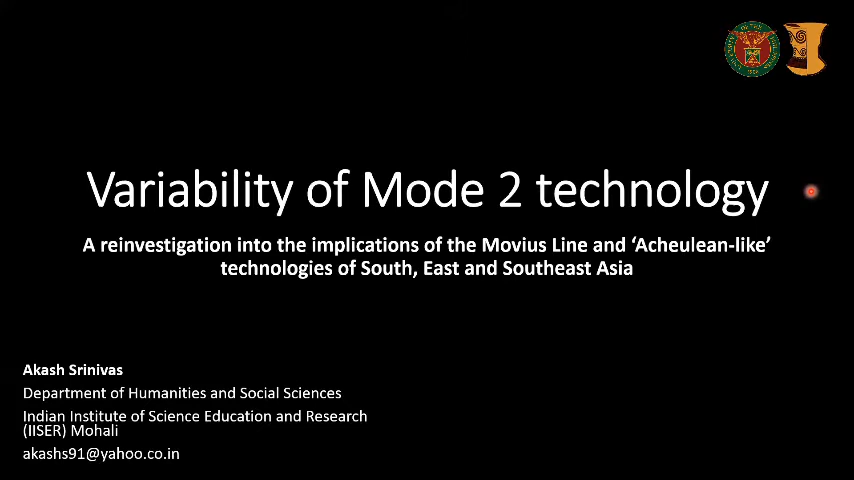 Variability of Mode 2 technology
A reinvestigation into the implications of the Movius Line and ‘Acheulean-like’
technologies of South, East and Southeast Asia
Akash Srinivas
Department of Humanities and Social Sciences
Indian Institute of Science Education and Research
(IISER) Mohali
akashs91@yahoo.co.in